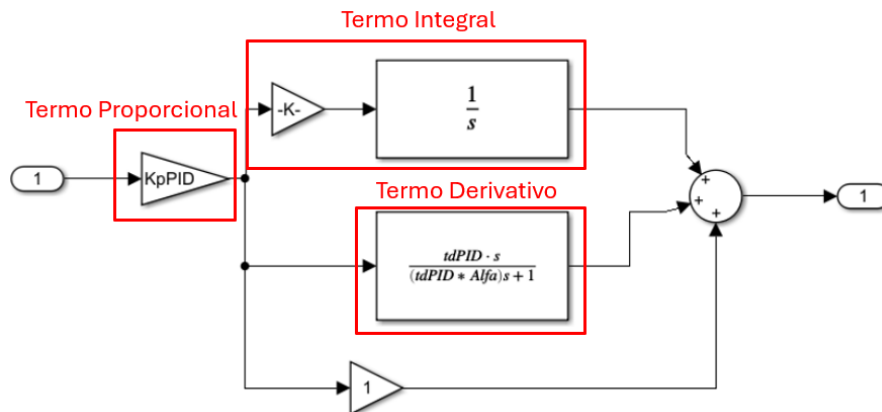 Termo Integral
-K-
1
s
Termo Proporcional
1
KpPID
Termo Derivativo
tdPID · s
(tdPID * Alfa)s + 1
+
+
+
1
1